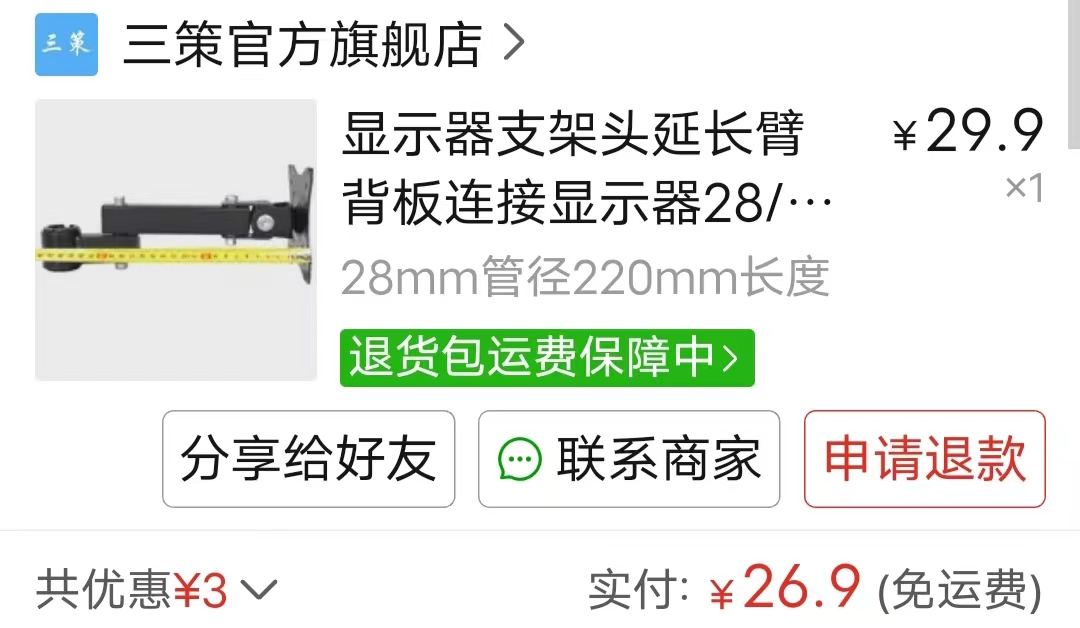 三策
三策官方旗舰店
显示器支架头延长臂
¥29.9
背板连接显示器28/…
×1
28mm管径220mm长度
退货包运费保障中
分享给好友
联系商家
申请退款
共优惠¥3
实付: ¥26.9 (免运费)